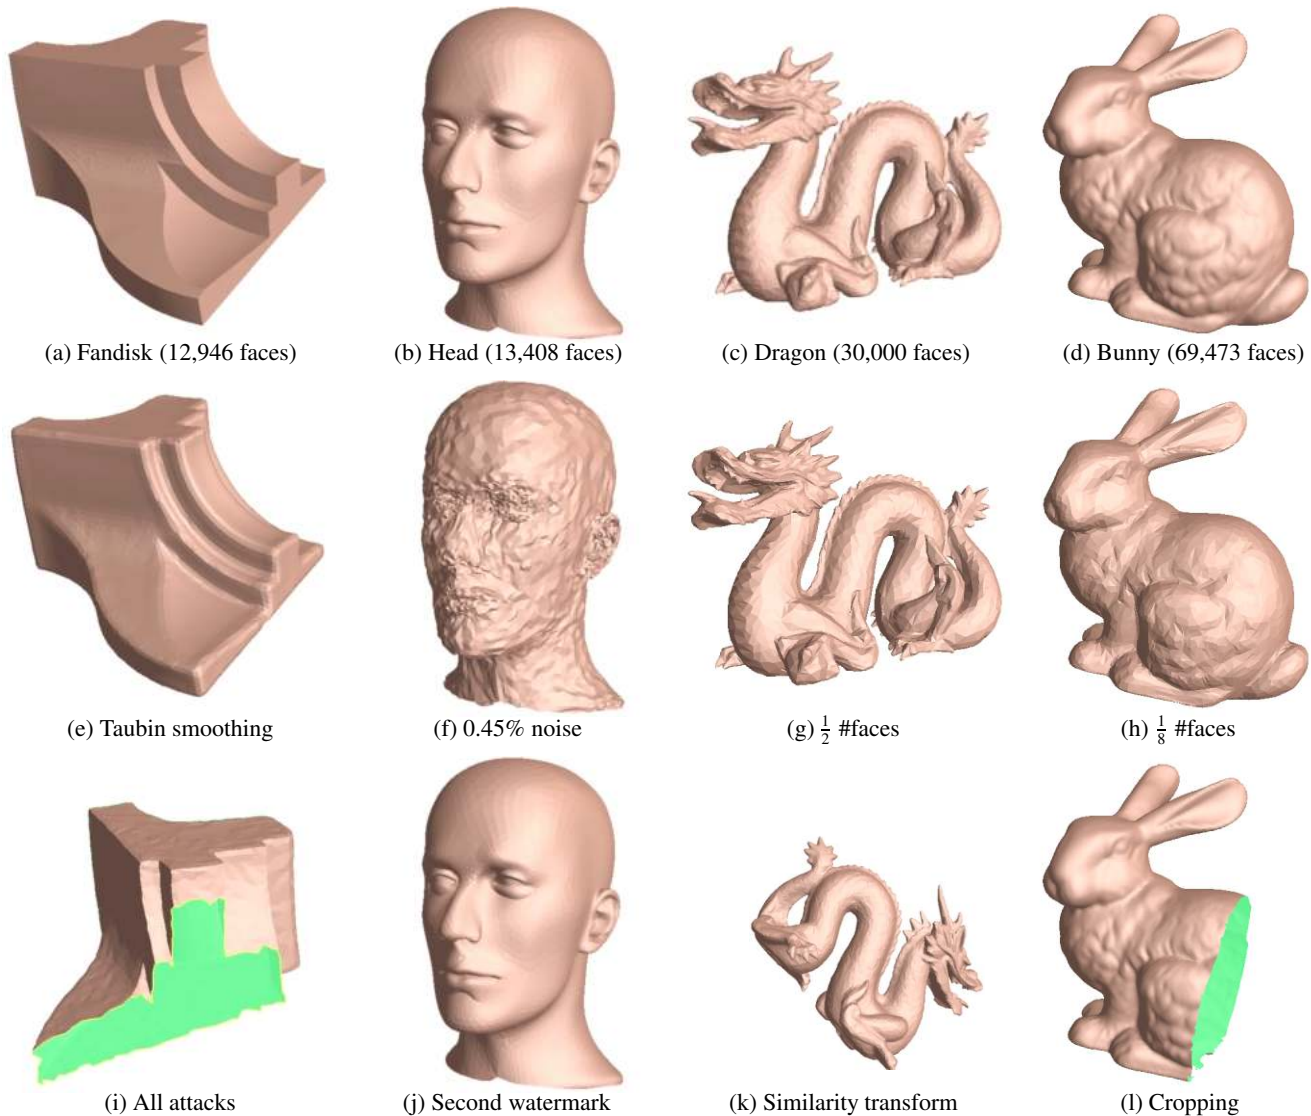 (a) Fandisk (12,946 faces)
(b) Head (13,408 faces)
(c) Dragon (30,000 faces)
(d) Bunny (69,473 faces)
(e) Taubin smoothing
(f) 0.45% noise
(g) 1/2 #faces
(h) 1/8 #faces
(i) All attacks
(j) Second watermark
(k) Similarity transform
(l) Cropping